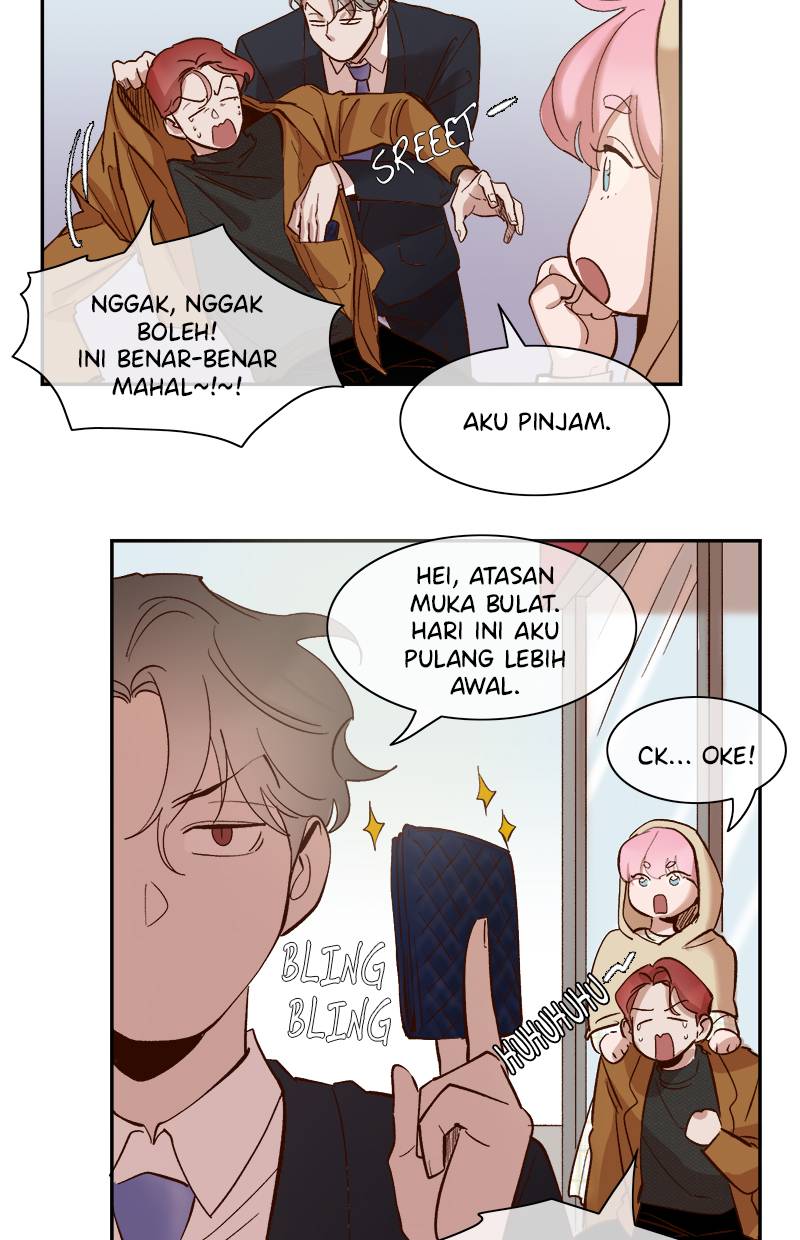 SREEET
NGGAK, NGGAK
BOLEH!
INI BENAR-BENAR
MAHAL~!~!
AKU PINJAM.
HEI, ATASAN
MUKA BULAT.
HARI INI AKU
PULANG LEBIH
AWAL.
CK... OKE!
BLING
BLING
HUHUHUHU~